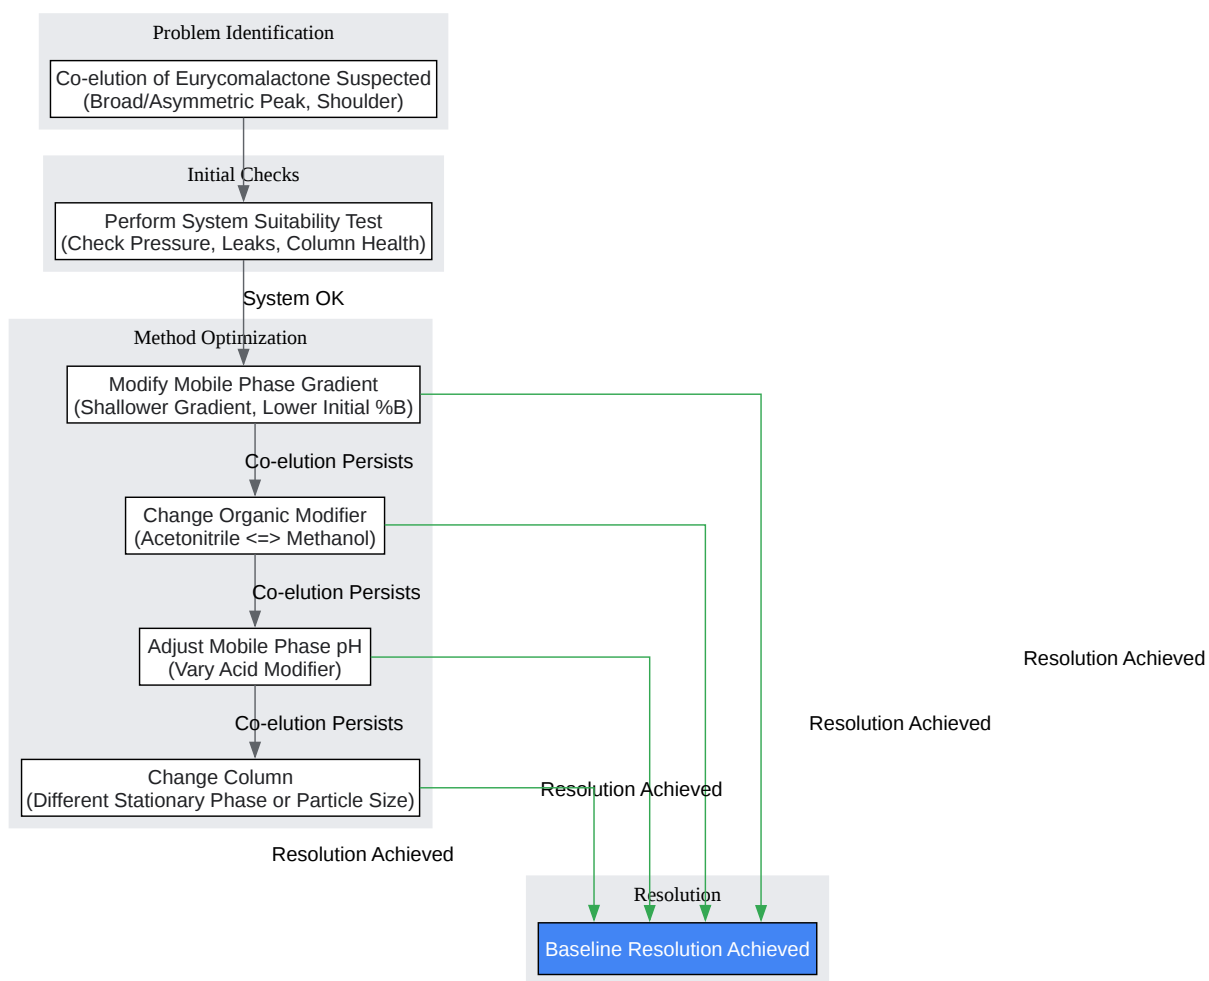 Problem Identification
Co-elution of Eurycomalactone Suspected
(Broad/Asymmetric Peak, Shoulder)
Initial Checks
Perform System Suitability Test
(Check Pressure, Leaks, Column Health)
System OK
Method Optimization
Modify Mobile Phase Gradient
(Shallower Gradient, Lower Initial %B)
Co-elution Persists
Change Organic Modifier
(Acetonitrile <=> Methanol)
Co-elution Persists
Adjust Mobile Phase pH
(Vary Acid Modifier)
Resolution Achieved
Co-elution Persists
Resolution Achieved
Change Column
(Different Stationary Phase or Particle Size)
Resolution Achieved
Resolution Achieved
Resolution
Baseline Resolution Achieved